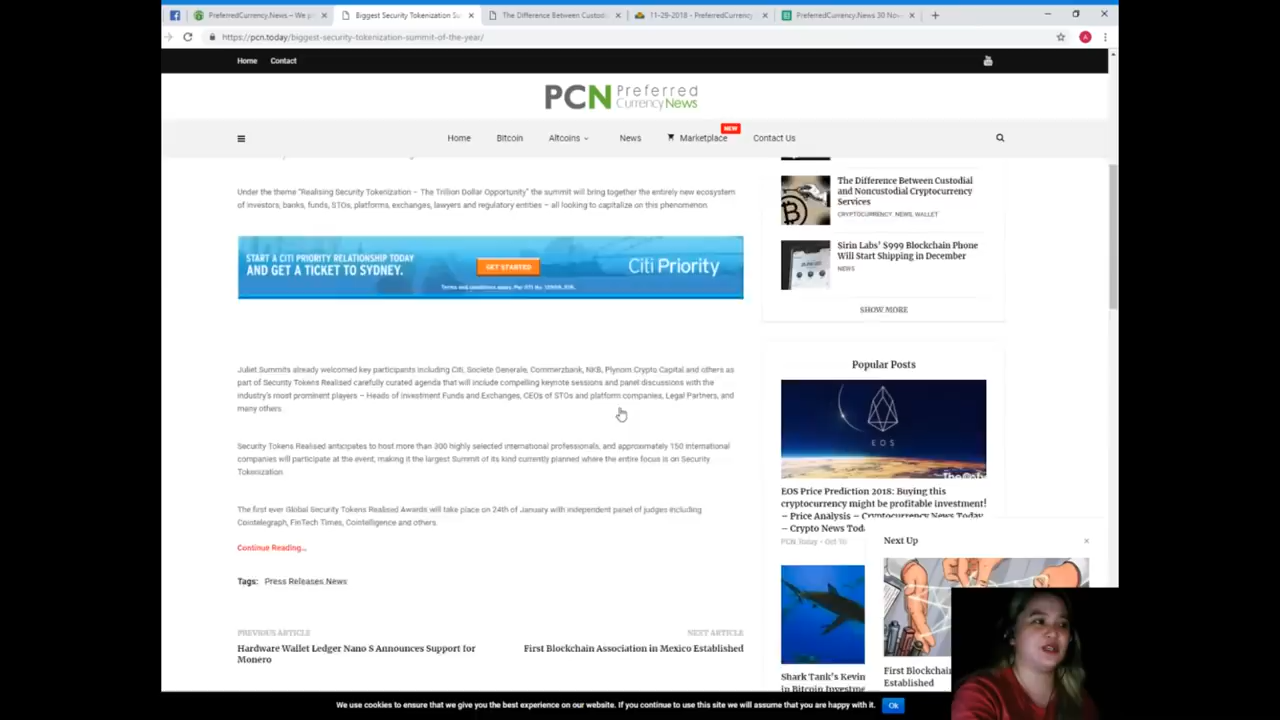 PreferredCurrency.News – We p
Biggest Security Tokenization Su
The Difference Between Custodi
11-29-2018 - PreferredCurrency
PreferredCurrency.News 30 Nov
https://pcn.today/biggest-security-tokenization-summit-of-the-year/
A
Home Contact
PCN Preferred
CurrencyNews
NEW
Home Bitcoin Altcoins News Marketplace Contact Us
Under the theme "Realising Security Tokenization – The Trillion Dollar Opportunity" the summit will bring together the entirely new ecosystem
of investors, banks, funds, STOs, platforms, exchanges, lawyers and regulatory entities – all looking to capitalize on this phenomenon.
START A CITI PRIORITY RELATIONSHIP TODAY
AND GET A TICKET TO SYDNEY.
GET STARTED
Citi Priority
Terms and conditions apply.
Juliet Summits already welcomed key participants including Citi, Societe Generale, Commerzbank, NKB, Plynom Crypto Capital and others as
part of Security Tokens Realised carefully curated agenda that will include compelling keynote sessions and panel discussions with the
industry's most prominent players – Heads of Investment Funds and Exchanges, CEOs of STOs and platform companies, Legal Partners, and
many others.
Security Tokens Realised anticipates to host more than 300 highly selected international professionals, and approximately 150 international
companies will participate at the event, making it the largest Summit of its kind currently planned where the entire focus is on Security
Tokenization.
The first ever Global Security Tokens Realised Awards will take place on 24th of January with independent panel of judges including
Cointelegraph, FinTech Times, Cointelligence and others.
Continue Reading...
Tags: Press Releases News
PREVIOUS ARTICLE
Hardware Wallet Ledger Nano S Announces Support for
Monero
NEXT ARTICLE
First Blockchain Association in Mexico Established
The Difference Between Custodial
and Noncustodial Cryptocurrency
Services
CRYPTOCURRENCY, NEWS, WALLET
Sirin Labs' $999 Blockchain Phone
Will Start Shipping in December
NEWS
SHOW MORE
Popular Posts
EOS
EOS Price Prediction 2018: Buying this
cryptocurrency might be profitable investment!
– Price Analysis – Cryptocurrency News Today
– Crypto News Toda
PCN.Today - Oct 10
Shark Tank's Kevin
in Bitcoin Investme
Next Up
First Blockchain
Established
We use cookies to ensure that we give you the best experience on our website. If you continue to use this site we will assume that you are happy with it. Ok